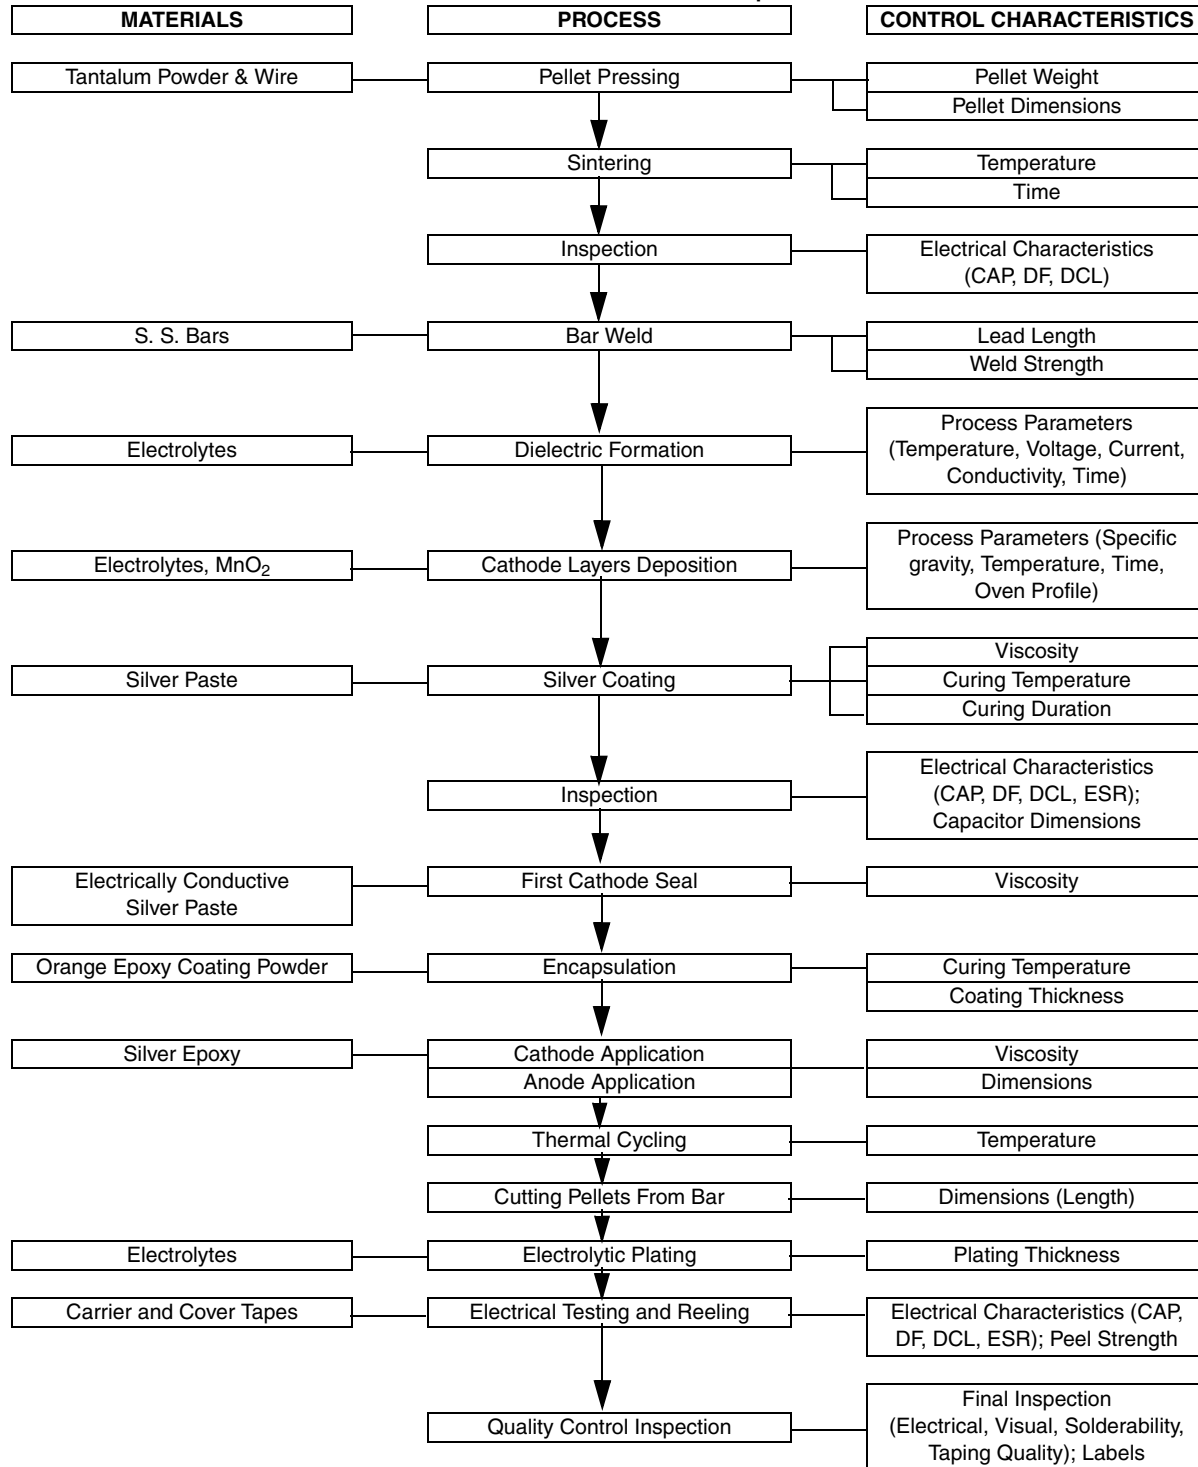 MATERIALS
PROCESS
CONTROL CHARACTERISTICS
Tantalum Powder & Wire
Pellet Pressing
Pellet Weight
Pellet Dimensions
Sintering
Temperature
Time
Inspection
Electrical Characteristics
(CAP, DF, DCL)
S. S. Bars
Bar Weld
Lead Length
Weld Strength
Electrolytes
Dielectric Formation
Process Parameters
(Temperature, Voltage, Current,
Conductivity, Time)
Electrolytes, MnO2
Cathode Layers Deposition
Process Parameters (Specific
gravity, Temperature, Time,
Oven Profile)
Silver Paste
Silver Coating
Viscosity
Curing Temperature
Curing Duration
Inspection
Electrical Characteristics
(CAP, DF, DCL, ESR);
Capacitor Dimensions
Electrically Conductive
Silver Paste
First Cathode Seal
Viscosity
Orange Epoxy Coating Powder
Encapsulation
Curing Temperature
Coating Thickness
Silver Epoxy
Cathode Application
Anode Application
Viscosity
Dimensions
Thermal Cycling
Temperature
Cutting Pellets From Bar
Dimensions (Length)
Electrolytes
Electrolytic Plating
Plating Thickness
Carrier and Cover Tapes
Electrical Testing and Reeling
Electrical Characteristics (CAP,
DF, DCL, ESR); Peel Strength
Quality Control Inspection
Final Inspection
(Electrical, Visual, Solderability,
Taping Quality); Labels